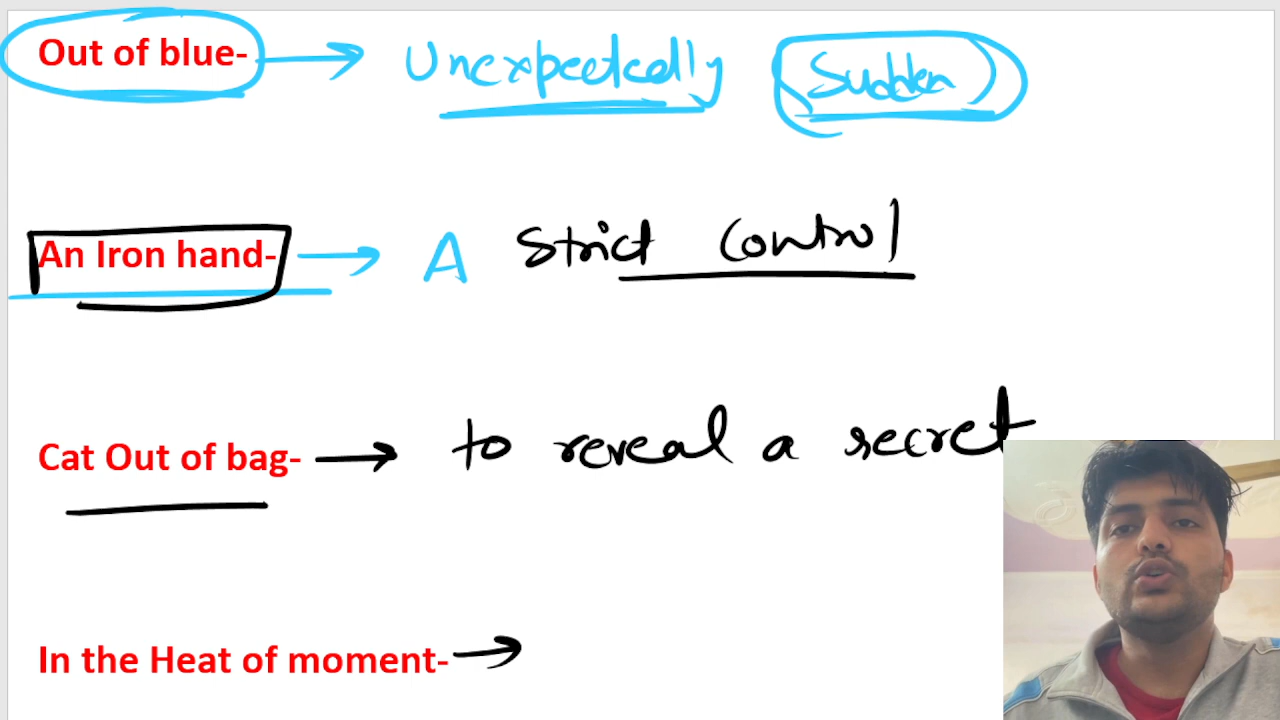 Out of blue- → Unexpectedly (Sudden)
An Iron hand- → A strict control
Cat Out of bag- → to reveal a secret
In the Heat of moment- →